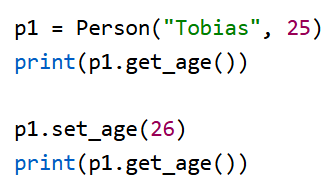 p1 = Person("Tobias", 25)
print(p1.get_age())
p1.set_age(26)
print(p1.get_age())